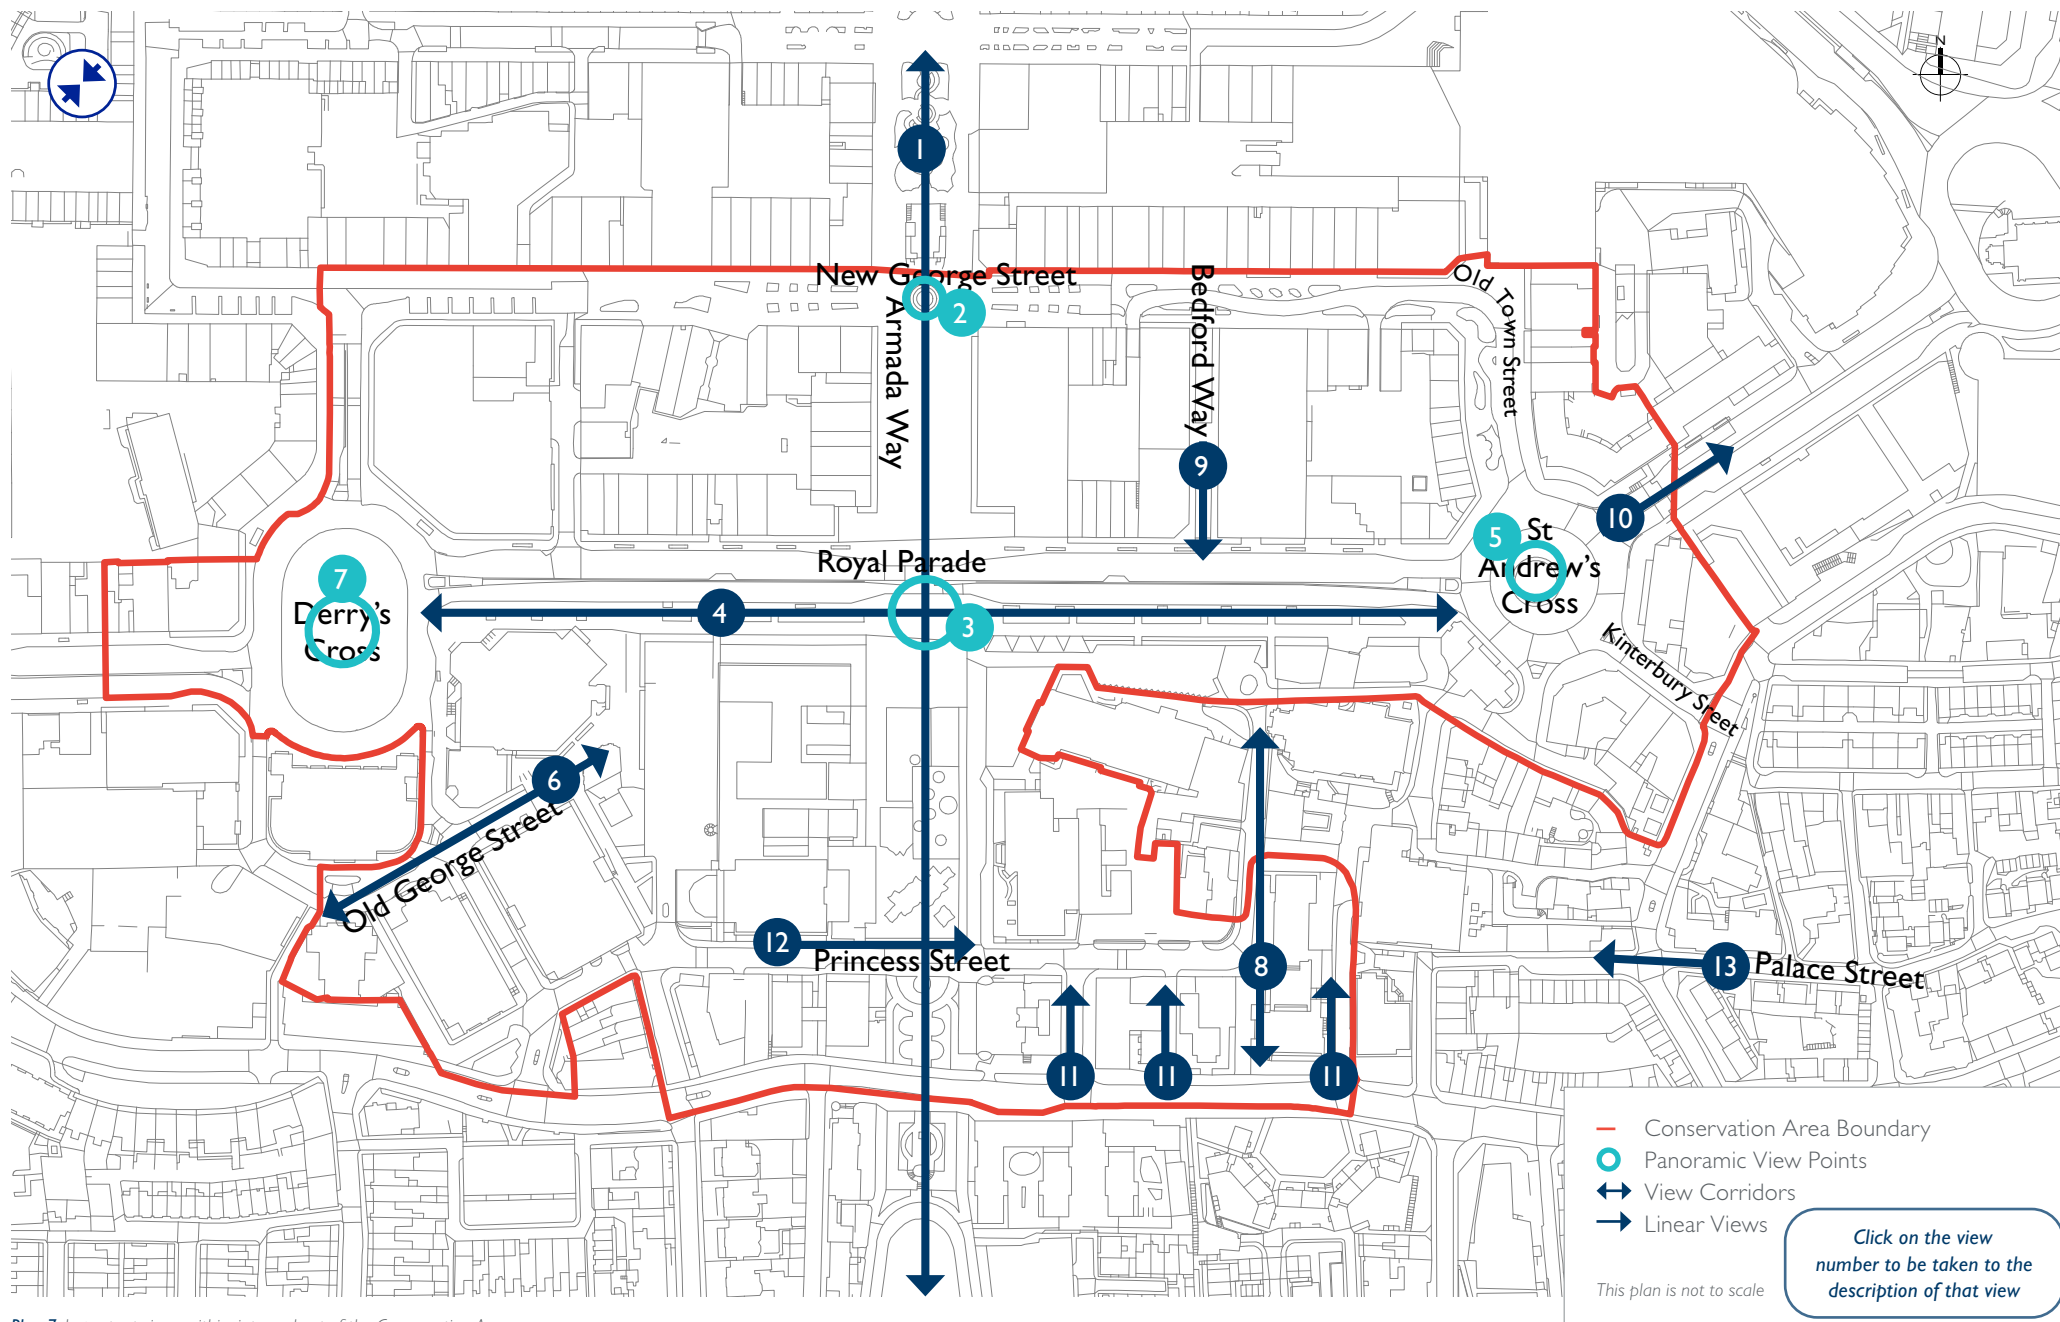 N
1
New George Street
2
Armada Way
Bedford Way
Old Town Street
9
10
5
St
Andrew's
Cross
Royal Parade
7
Derry's
Cross
4
3
Kinterbury Sreet
6
Old George Street
12
Princess Street
8
13 Palace Street
11
11
11
Conservation Area Boundary
Panoramic View Points
View Corridors
Linear Views
This plan is not to scale
Click on the view
number to be taken to the
description of that view